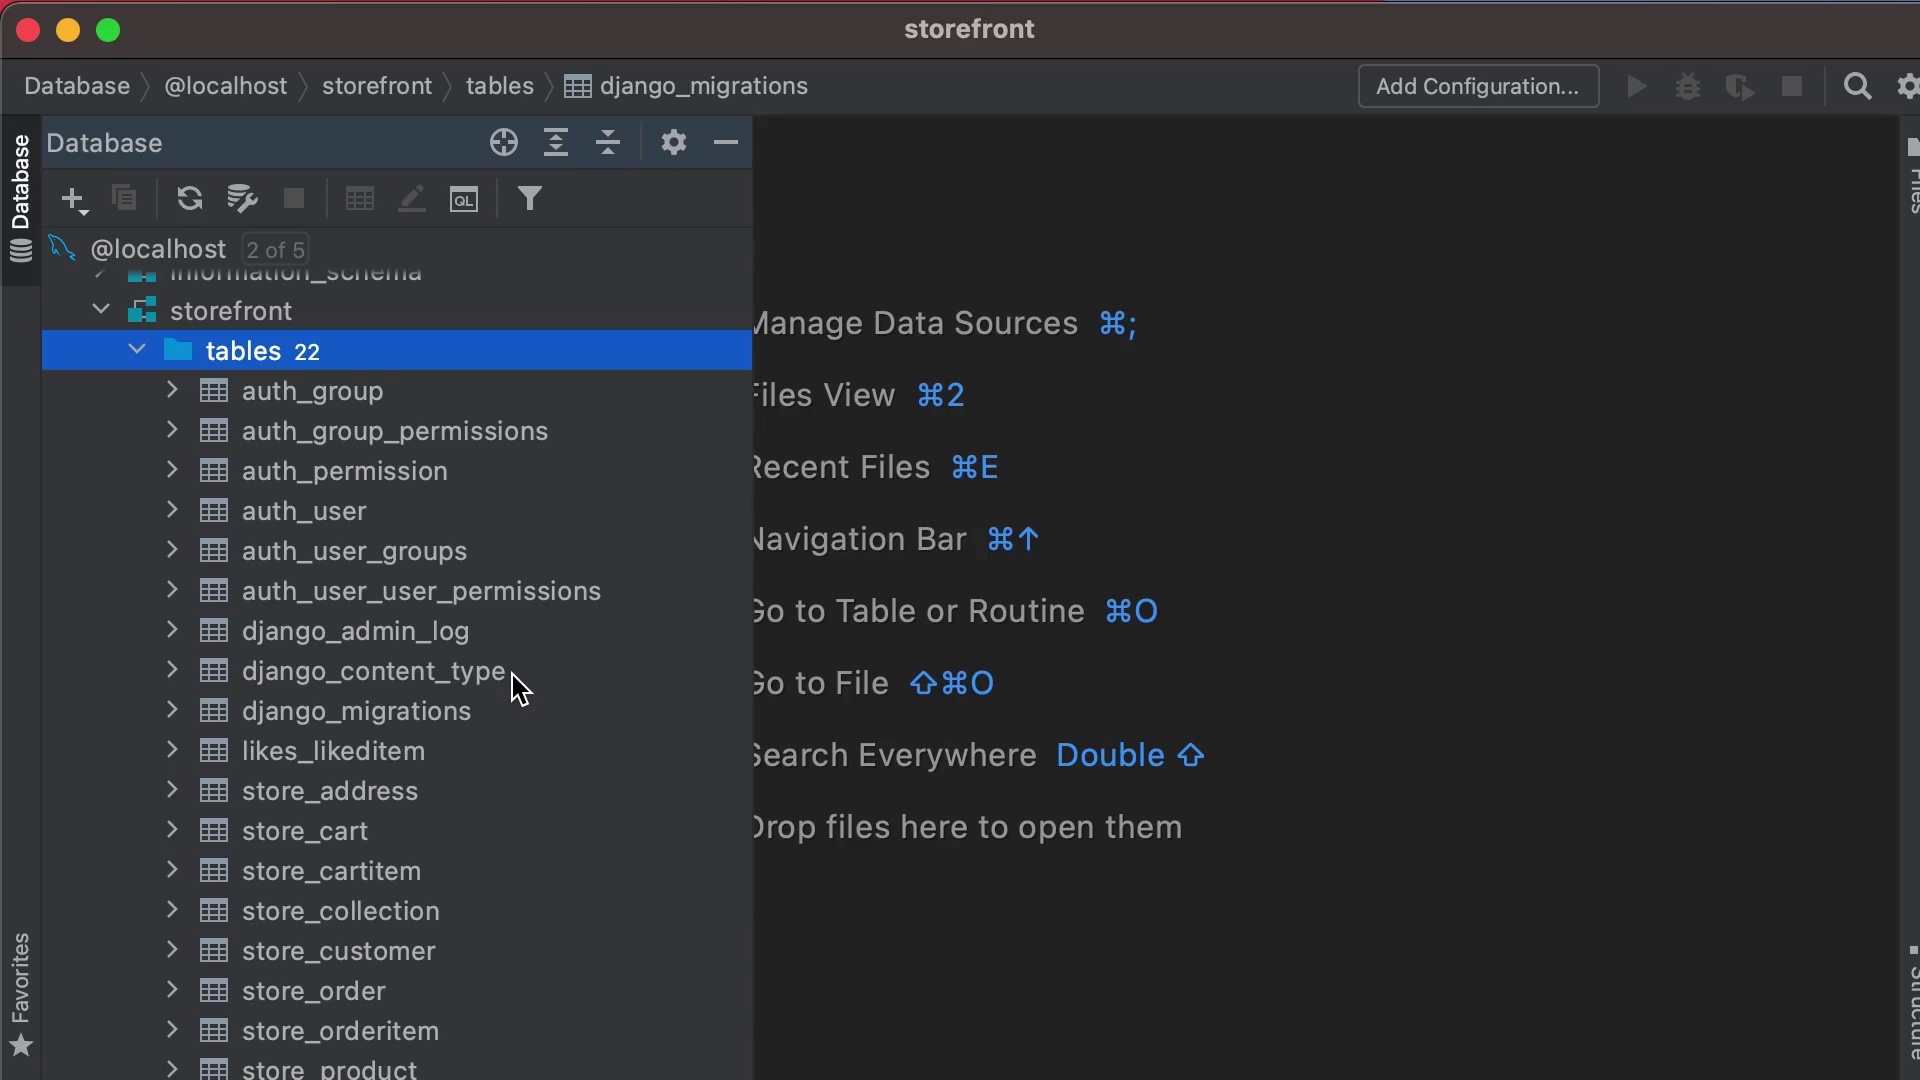 storefront
Database @localhost storefront tables django_migrations Add Configuration...
Database
Database
QL
@localhost 2 of 5
information_schema
storefront
tables 22
auth_group
auth_group_permissions
auth_permission
auth_user
auth_user_groups
auth_user_user_permissions
django_admin_log
django_content_type
django_migrations
likes_likeditem
store_address
store_cart
store_cartitem
store_collection
store_customer
store_order
store_orderitem
store_product
Manage Data Sources ⌘;
Files View ⌘2
Recent Files ⌘E
Navigation Bar ⌘↑
Go to Table or Routine ⌘O
Go to File ⇧⌘O
Search Everywhere Double ⇧
Drop files here to open them
Favorites
Files
Structure